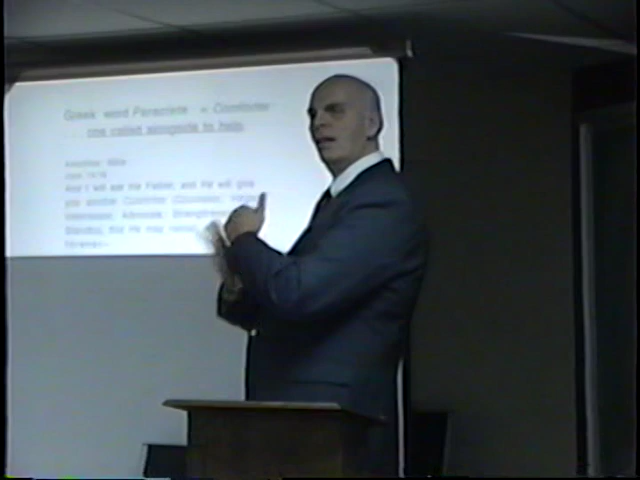 Greek word Paraclete = Comforter
one called alongside to help.
Amplified Bible
John 14:16
And I will ask the Father, and He will give
you another Comforter (Counselor,
Intercessor, Advocate, Strengthener
Standby, that He may remain
forever—